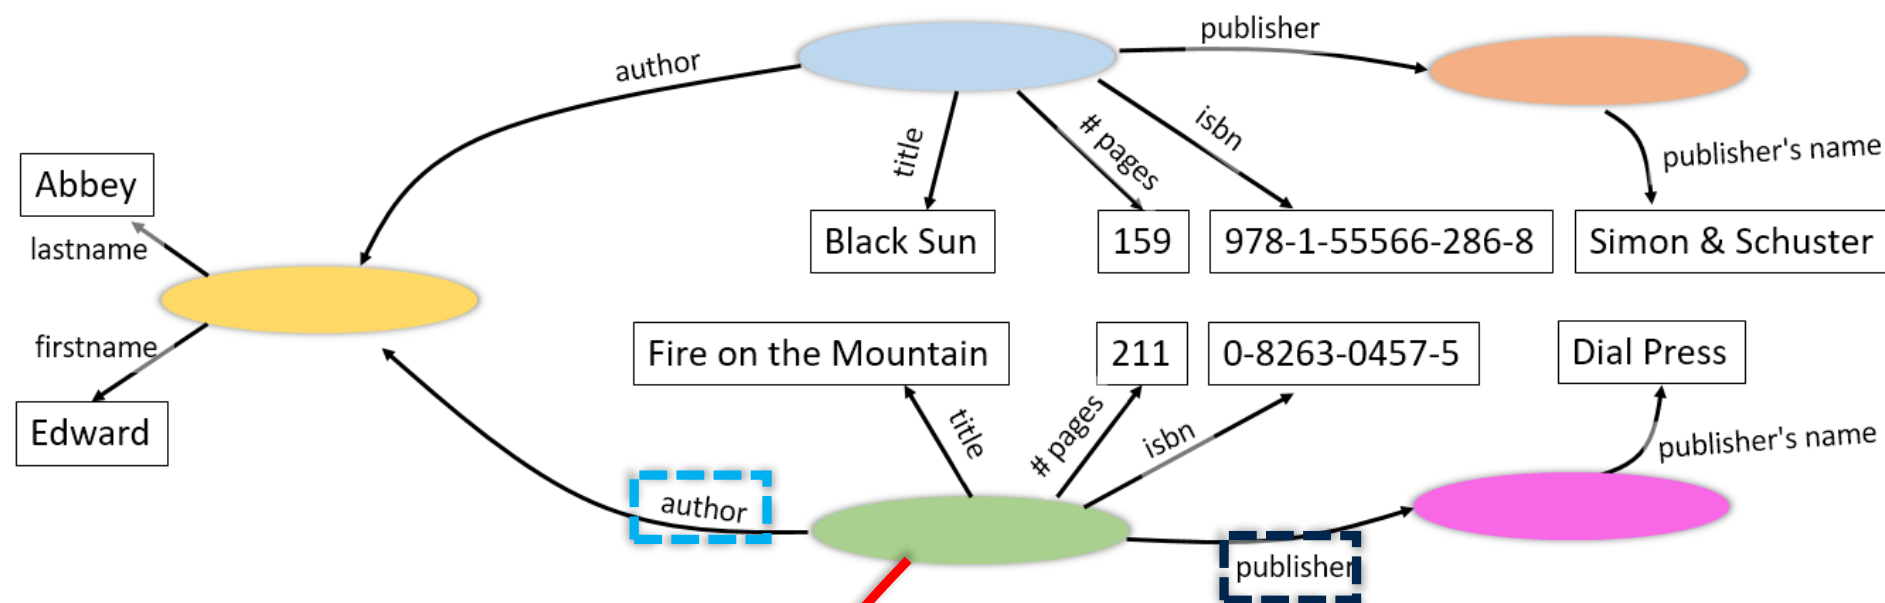 publisher
author
title
# pages
isbn
publisher's name
Abbey
lastname
Black Sun
159
978-1-55566-286-8
Simon & Schuster
firstname
Edward
Fire on the Mountain
211
0-8263-0457-5
Dial Press
title
# pages
isbn
publisher's name
author
publisher